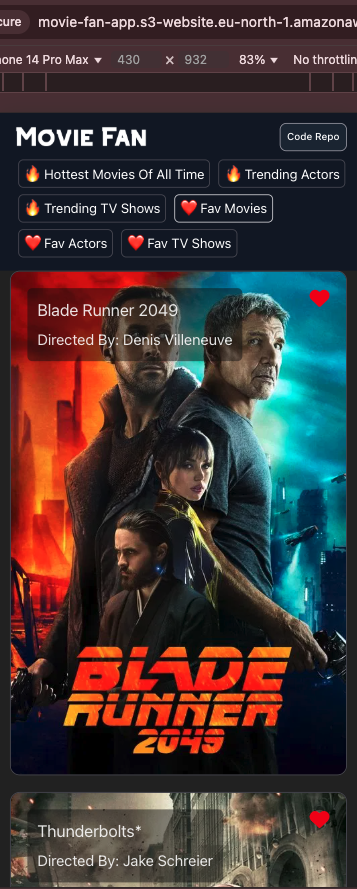 cure movie-fan-app.s3-website.eu-north-1.amazonaw
one 14 Pro Max ▼ 430 × 932 83% ▼ No throttlin
MOVIE FAN Code Repo
🔥 Hottest Movies Of All Time 🔥 Trending Actors
🔥 Trending TV Shows ❤️ Fav Movies
❤️ Fav Actors ❤️ Fav TV Shows
Blade Runner 2049
Directed By: Denis Villeneuve
BLADE
RUNNER
2049
Thunderbolts*
Directed By: Jake Schreier